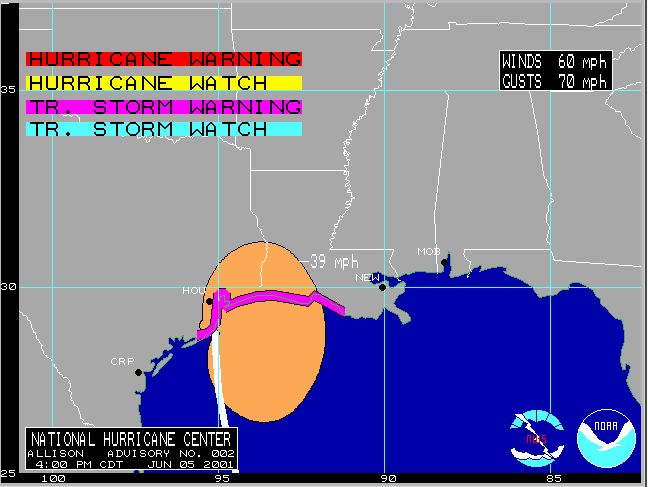 HURRICANE WARNING
HURRICANE WATCH
TR. STORM WARNING
TR. STORM WATCH
WINDS 60 mph
GUSTS 70 mph
35
MOB
39 mph
NEW
30
HOU
CRP
NATIONAL HURRICANE CENTER
ALLISON ADVISORY NO. 002
4:00 PM CDT JUN 05 2001
NWS
NOAA
25
100
95
90
85